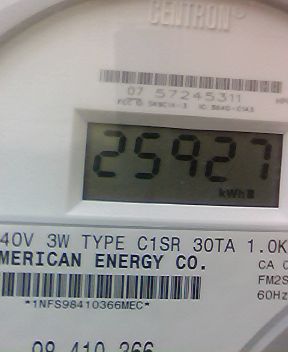 CENTRON®
07 57245311
25927
kWh
40V 3W TYPE C1SR 30TA 1.0K
MERICAN ENERGY CO.
CA 0
FM2S
*1NFS98410366MEC*
60Hz
98 410 366